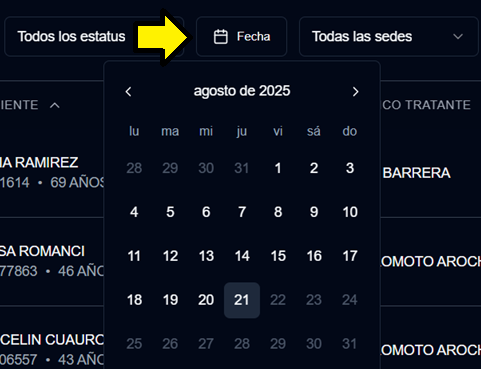 Todos los estatus Fecha Todas las sedes
IENTE CO TRATANTE
agosto de 2025
lu ma mi ju vi sá do
28 29 30 31 1 2 3
IA RAMIREZ BARRERA
1614 • 69 AÑOS
4 5 6 7 8 9 10
SA ROMANCI
11 12 13 14 15 16 17
OMOTO AROCH
77863 • 46 AÑO
18 19 20 21 22 23 24
CELIN CUAURO
25 26 27 28 29 30 31
OMOTO AROCH
06557 • 43 AÑO